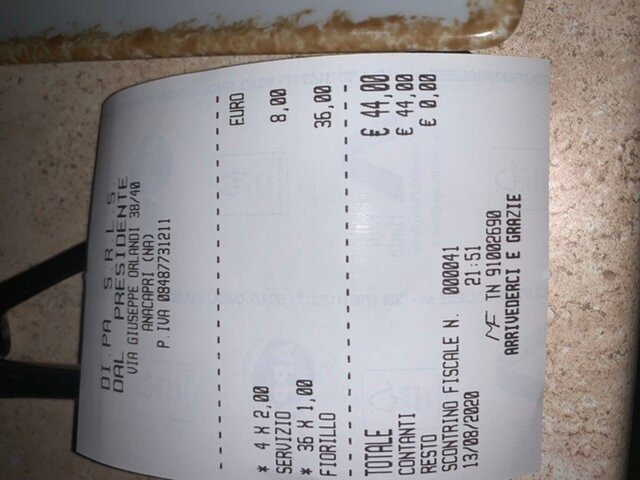 DI.PA S.R.L.S.
DAL PRESIDENTE
VIA GIUSEPPE ORLANDI 38/40
ANACAPRI (NA)
P.IVA 08487731211
EURO
* 4 X 2,00
SERVIZIO 8,00
* 36 X 1,00
FIORILLO 36,00
TOTALE € 44,00
CONTANTI € 44,00
RESTO € 0,00
SCONTRINO FISCALE N. 000041
13/08/2020 21:51
MF TN 91002690
ARRIVEDERCI E GRAZIE